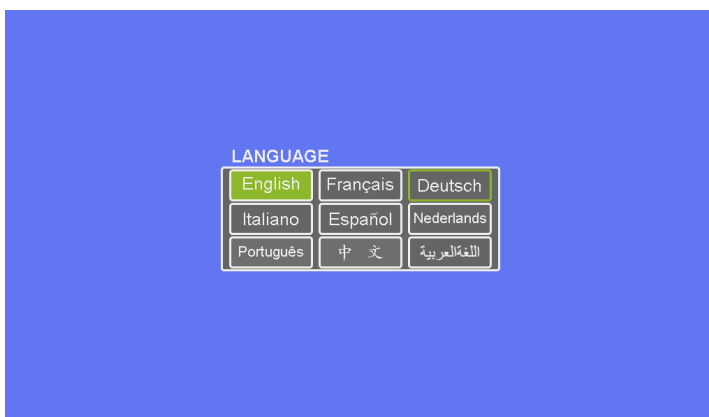 LANGUAGE
English Français Deutsch
Italiano Español Nederlands
Português 中 文 اللغةالعربية